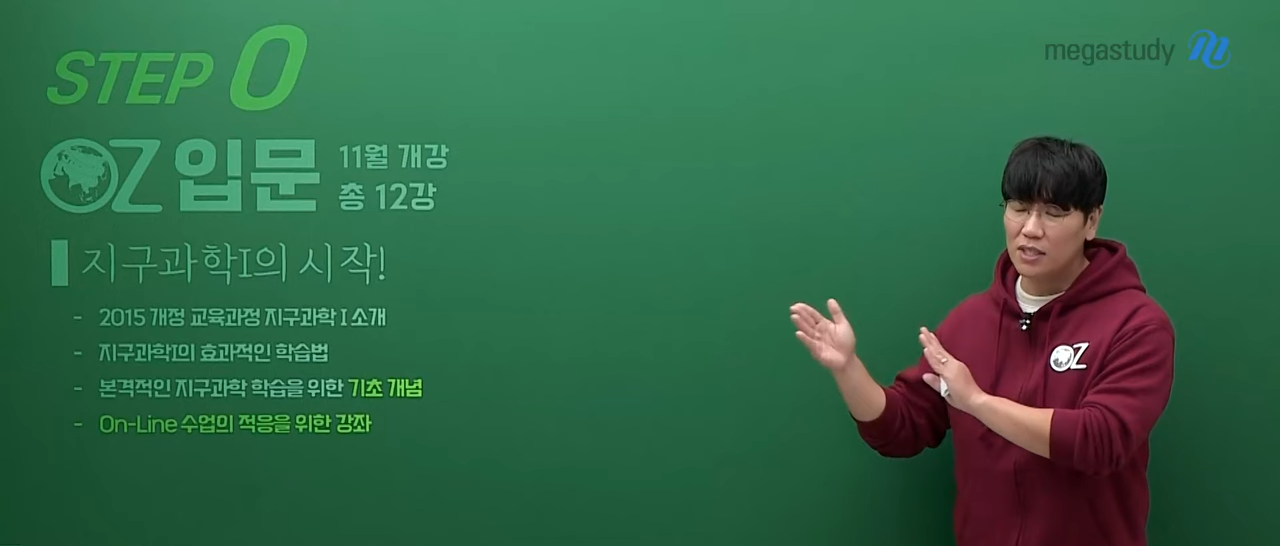 STEP 0
megastudy
OZ 입문
11월 개강
총 12강
지구과학I의 시작!
- 2015 개정 교육과정 지구과학 I 소개
- 지구과학I의 효과적인 학습법
- 본격적인 지구과학 학습을 위한 기초 개념
- On-Line 수업의 적응을 위한 강좌
OZ